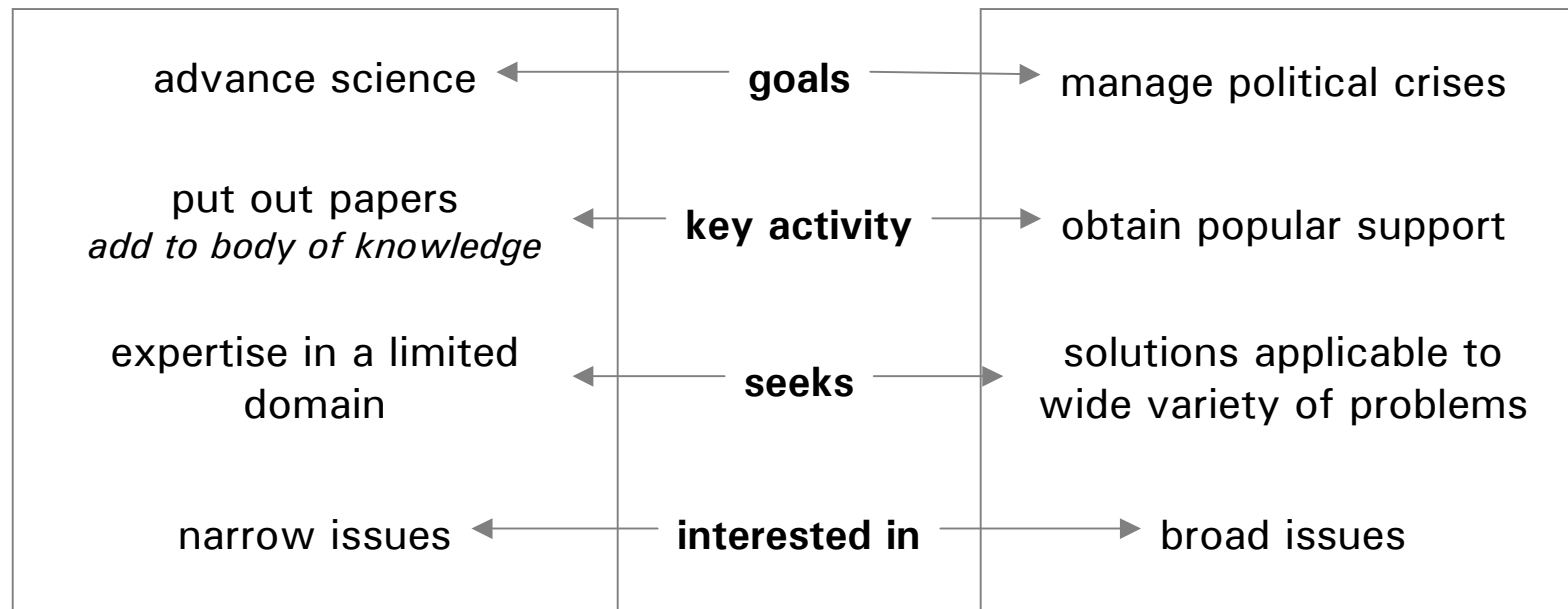 advance science
goals
manage political crises
put out papers
add to body of knowledge
key activity
obtain popular support
expertise in a limited
domain
seeks
solutions applicable to
wide variety of problems
narrow issues
interested in
broad issues